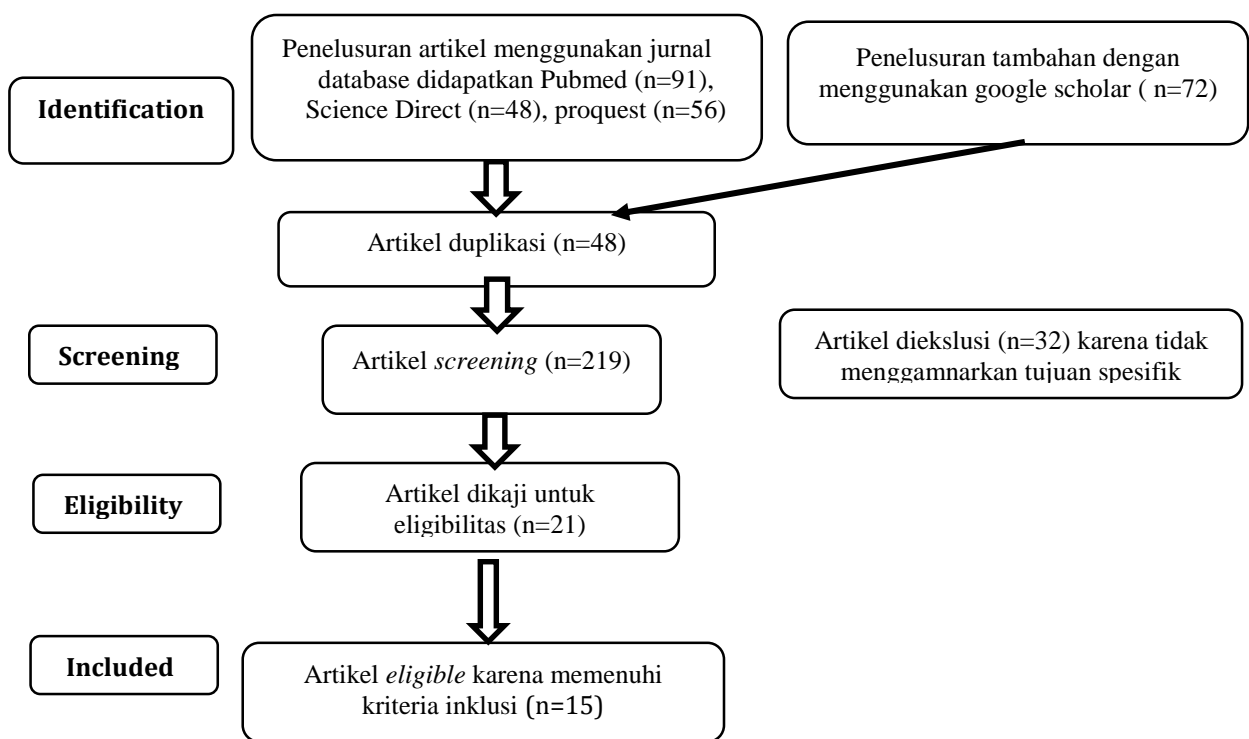 Identification
Penelusuran artikel menggunakan jurnal
database didapatkan Pubmed (n=91),
Science Direct (n=48), proquest (n=56)
Penelusuran tambahan dengan
menggunakan google scholar ( n=72)
Artikel duplikasi (n=48)
Screening
Artikel screening (n=219)
Artikel diekslusi (n=32) karena tidak
menggamnarkan tujuan spesifik
Eligibility
Artikel dikaji untuk
eligibilitas (n=21)
Included
Artikel eligible karena memenuhi
kriteria inklusi (n=15)